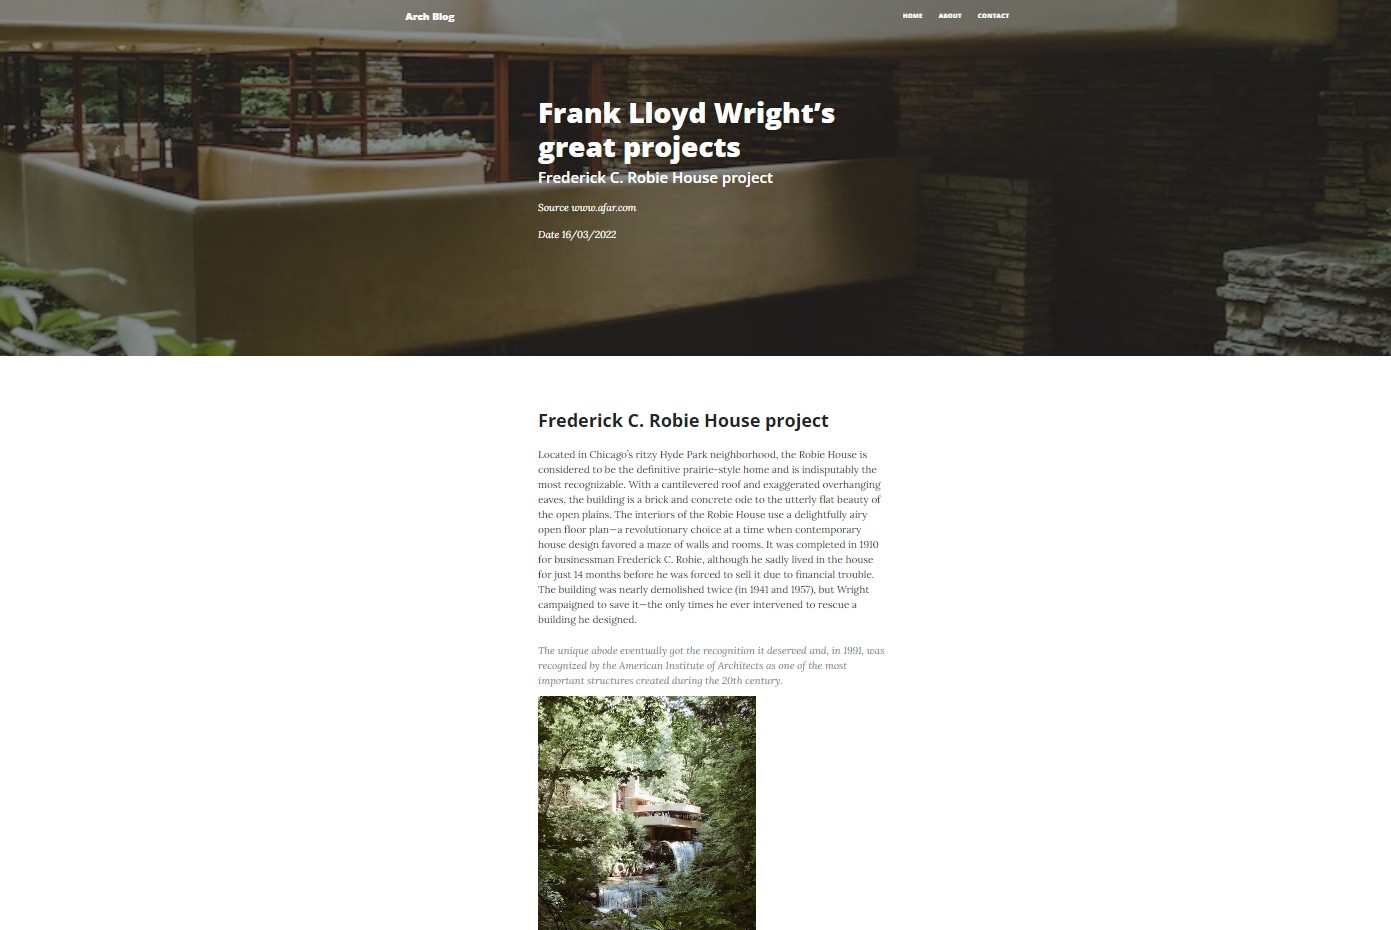 Arch Blog
HOME ABOUT CONTACT
Frank Lloyd Wright’s
great projects
Frederick C. Robie House project
Source www.afar.com
Date 16/03/2022
Frederick C. Robie House project
Located in Chicago’s ritzy Hyde Park neighborhood, the Robie House is
considered to be the definitive prairie-style home and is indisputably the
most recognizable. With a cantilevered roof and exaggerated overhanging
eaves, the building is a brick and concrete ode to the utterly flat beauty of
the open plains. The interiors of the Robie House use a delightfully airy
open floor plan—a revolutionary choice at a time when contemporary
house design favored a maze of walls and rooms. It was completed in 1910
for businessman Frederick C. Robie, although he sadly lived in the house
for just 14 months before he was forced to sell it due to financial trouble.
The building was nearly demolished twice (in 1941 and 1957), but Wright
campaigned to save it—the only times he ever intervened to rescue a
building he designed.
The unique abode eventually got the recognition it deserved and, in 1991, was
recognized by the American Institute of Architects as one of the most
important structures created during the 20th century.